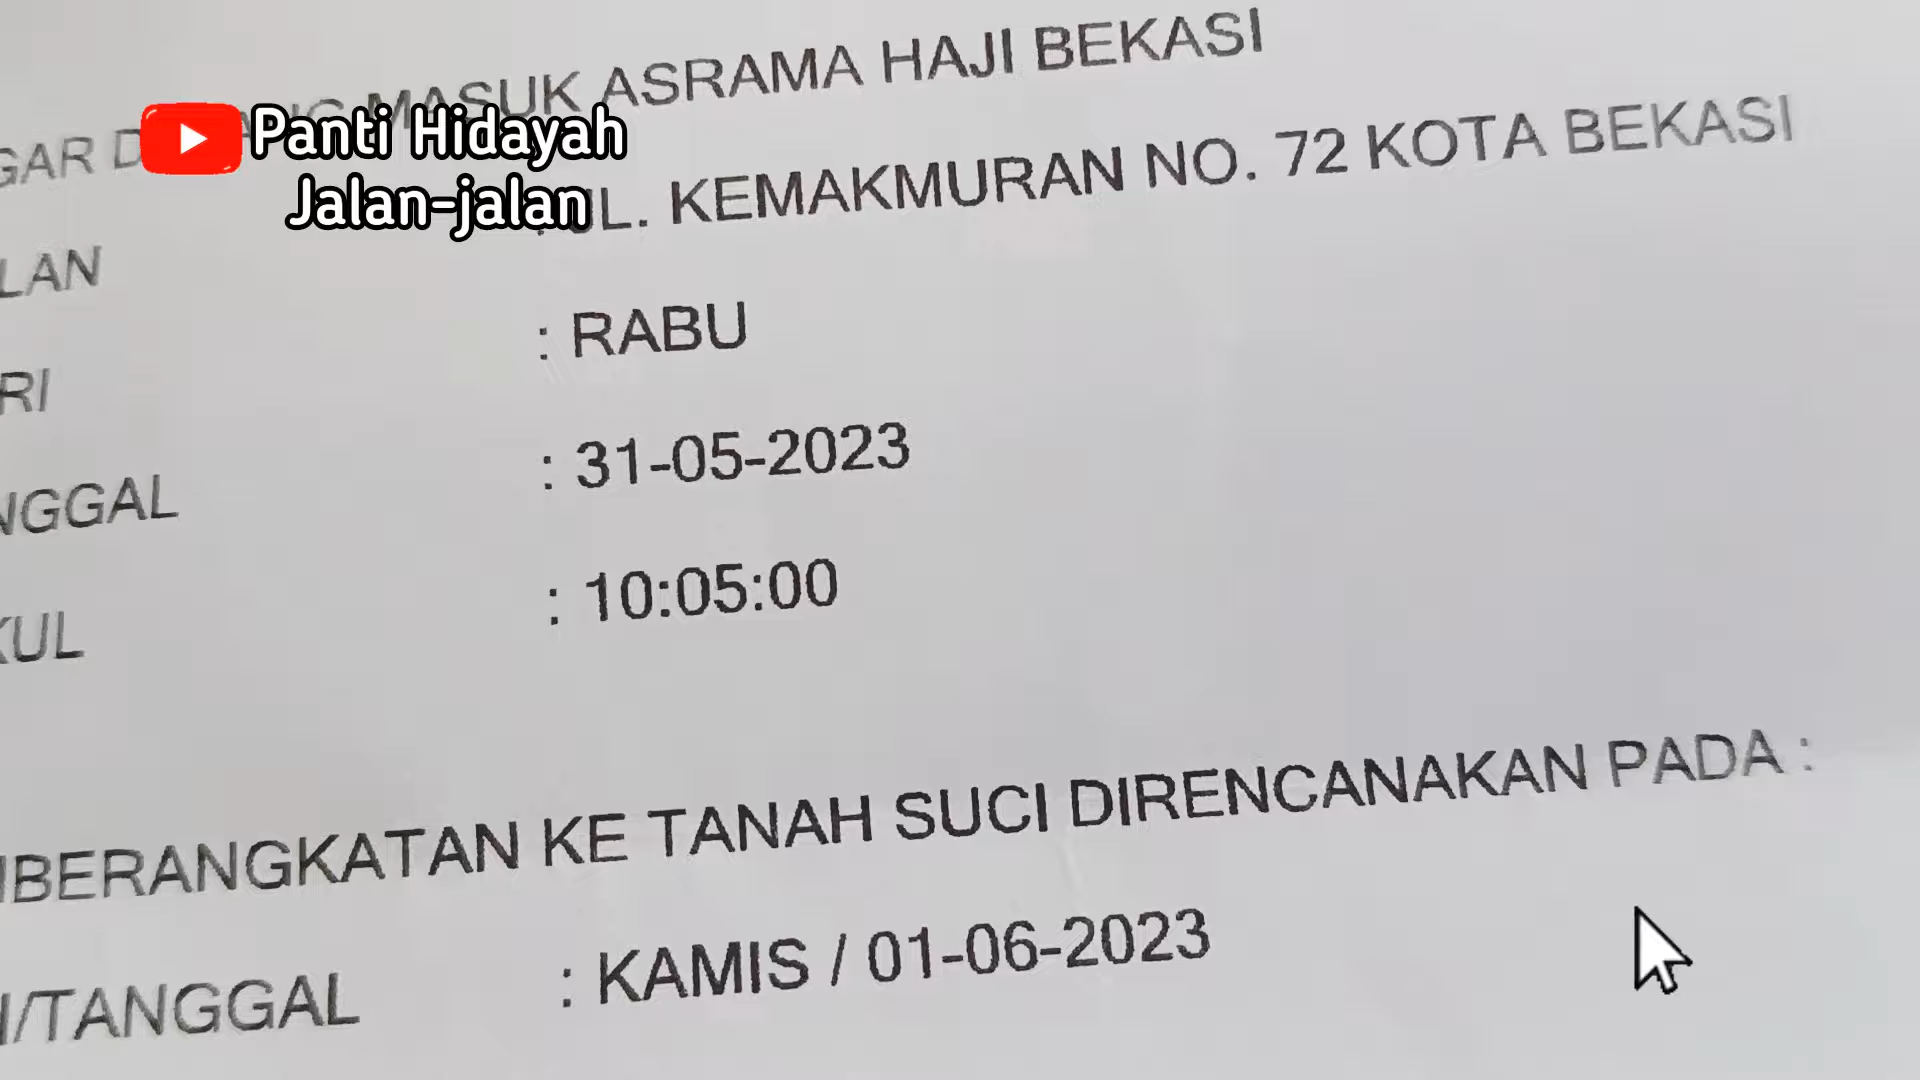 MASUK ASRAMA HAJI BEKASI
Panti Hidayah
Jalan-jalan
JL. KEMAKMURAN NO. 72 KOTA BEKASI
LAN
RI : RABU
NGGAL : 31-05-2023
KUL : 10:05:00
BERANGKATAN KE TANAH SUCI DIRENCANAKAN PADA :
I/TANGGAL : KAMIS / 01-06-2023